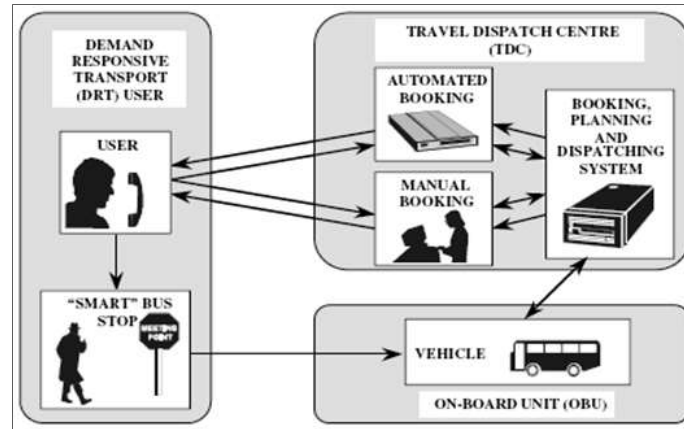 DEMAND
RESPONSIVE
TRANSPORT
(DRT) USER
USER
"SMART" BUS
STOP
MEETING
POINT
TRAVEL DISPATCH CENTRE
(TDC)
AUTOMATED
BOOKING
MANUAL
BOOKING
BOOKING,
PLANNING
AND
DISPATCHING
SYSTEM
VEHICLE
ON-BOARD UNIT (OBU)